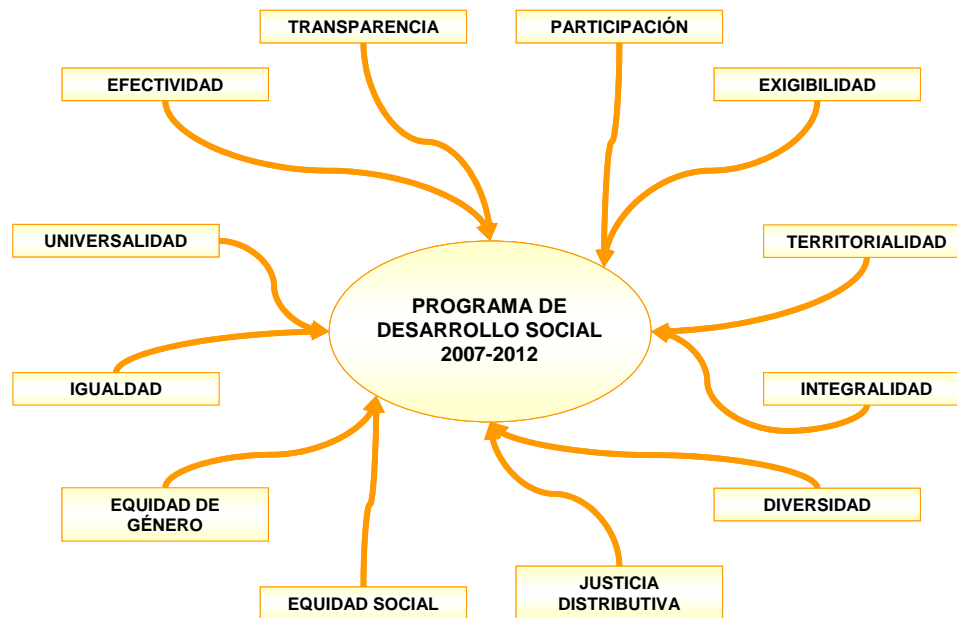 TRANSPARENCIA
PARTICIPACIÓN
EFECTIVIDAD
EXIGIBILIDAD
UNIVERSALIDAD
TERRITORIALIDAD
PROGRAMA DE
DESARROLLO SOCIAL
2007-2012
IGUALDAD
INTEGRALIDAD
EQUIDAD DE
GÉNERO
DIVERSIDAD
EQUIDAD SOCIAL
JUSTICIA
DISTRIBUTIVA